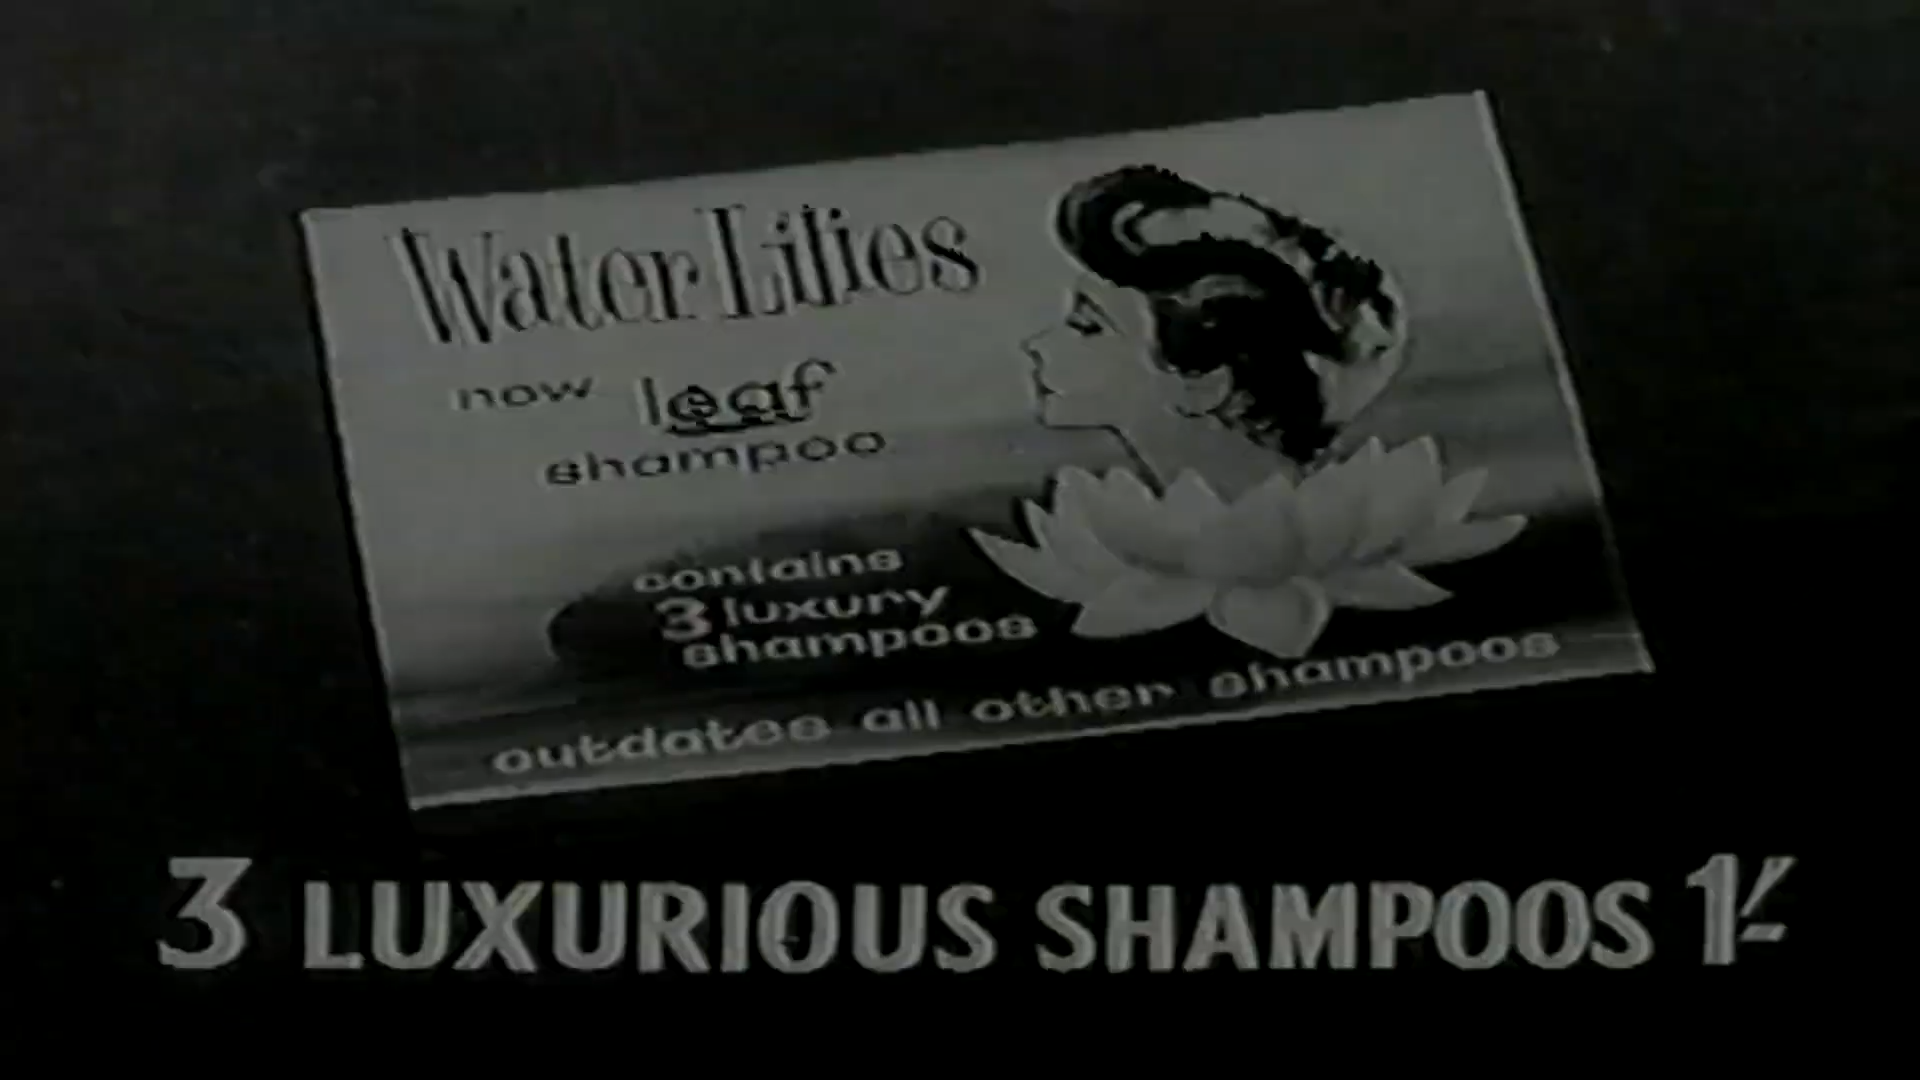 Water Lilies
now leaf
shampoo
contains
3 luxury
shampoos
outdates all other shampoos
3 LUXURIOUS SHAMPOOS 1/-